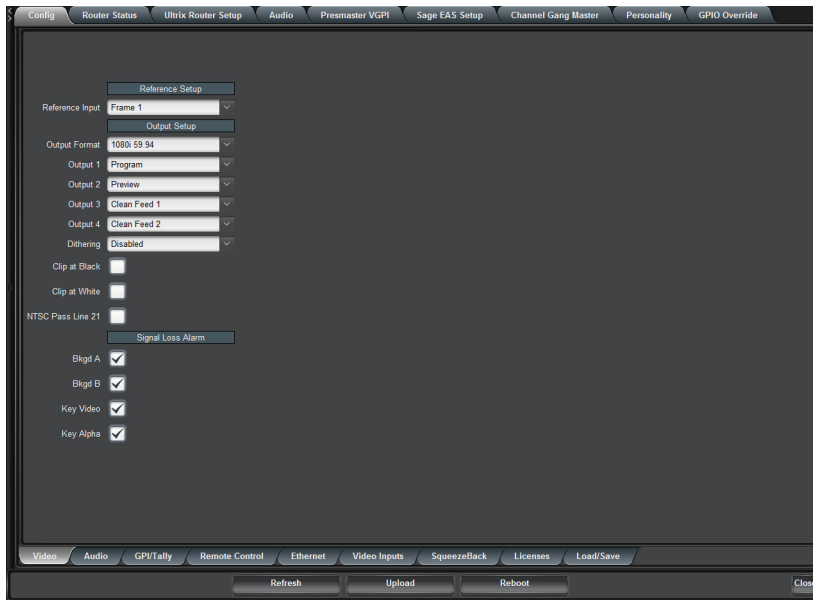 Config Router Status Ultrix Router Setup Audio Presmaster VGPI Sage EAS Setup Channel Gang Master Personality GPIO Override
Reference Setup
Reference Input Frame 1
Output Setup
Output Format 1080i 59.94
Output 1 Program
Output 2 Preview
Output 3 Clean Feed 1
Output 4 Clean Feed 2
Dithering Disabled
Clip at Black
Clip at White
NTSC Pass Line 21
Signal Loss Alarm
Bkgd A
Bkgd B
Key Video
Key Alpha
Video Audio GPI/Tally Remote Control Ethernet Video Inputs SqueezeBack Licenses Load/Save
Refresh Upload Reboot Close